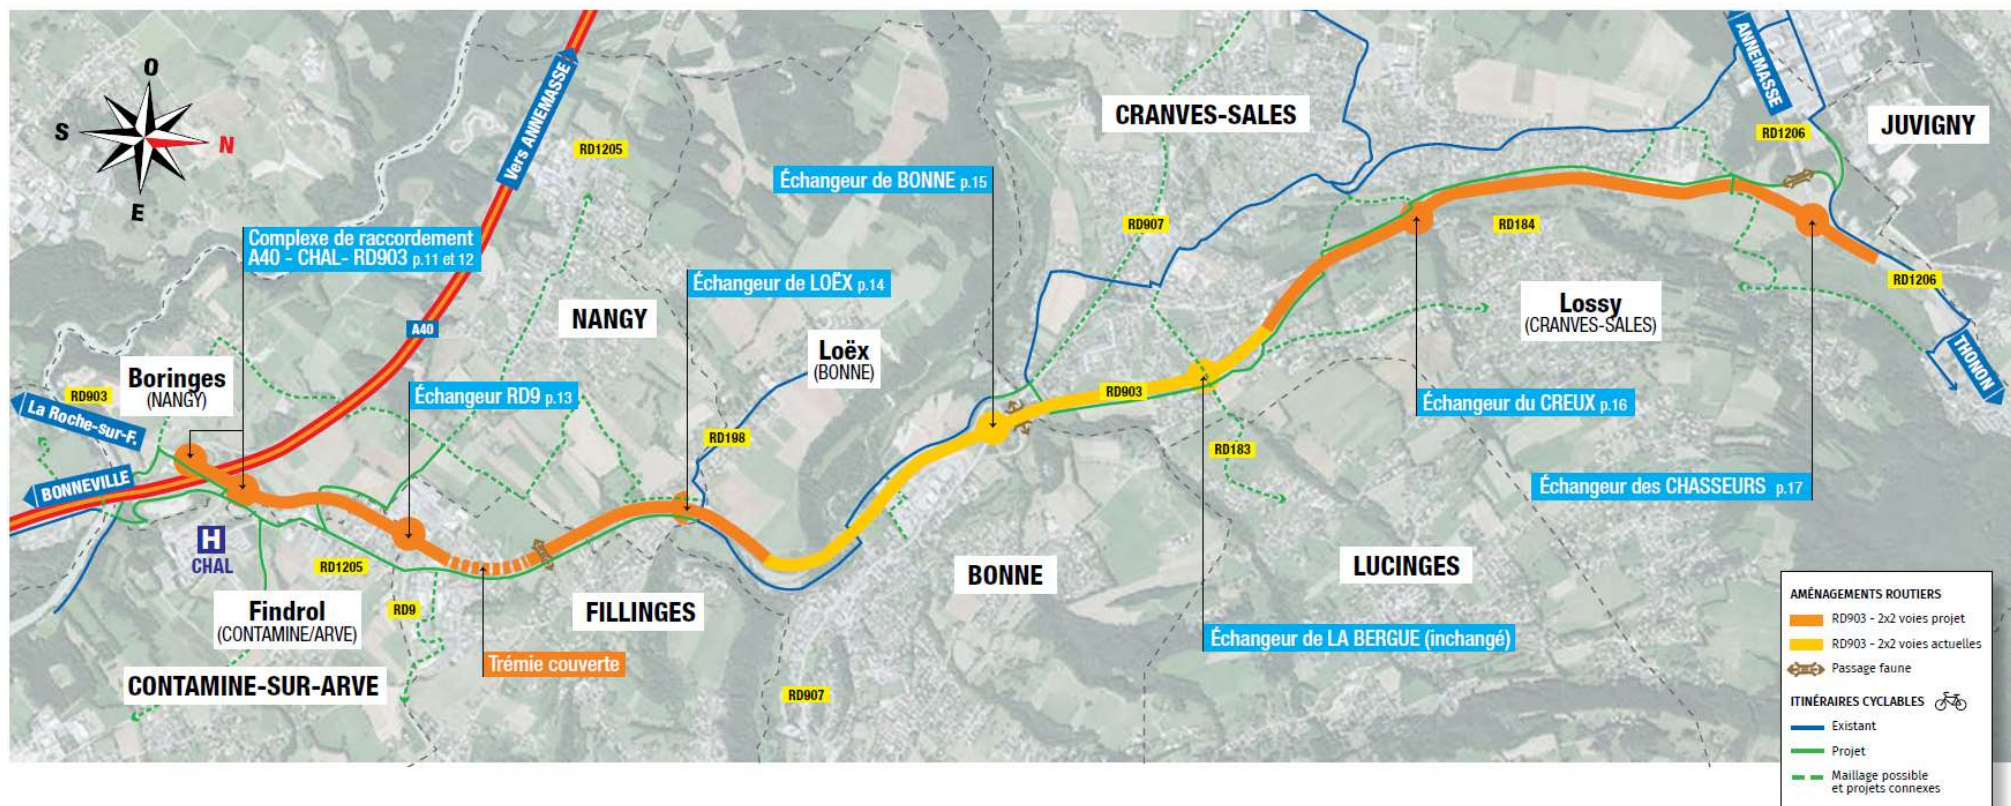 O
S
N
E
Vers ANNEMASSE
RD1205
CRANVES-SALES
ANNEMASSE
RD1206
JUVIGNY
Échangeur de BONNE p.15
Complexe de raccordement
A40 - CHAL- RD903 p.11 et 12
Échangeur de LOËX p.14
RD907
RD184
RD1206
A40
NANGY
Loëx
(BONNE)
Lossy
(CRANVES-SALES)
THONON
Boringes
(NANGY)
RD903
La Roche-sur-F.
Échangeur RD9 p.13
RD903
Échangeur du CREUX p.16
RD198
RD183
BONNEVILLE
Échangeur des CHASSEURS p.17
H
CHAL
RD1205
BONNE
LUCINGES
Findrol
(CONTAMINE/ARVE)
RD9
FILLINGES
Échangeur de LA BERGUE (inchangé)
Trémie couverte
CONTAMINE-SUR-ARVE
RD907
AMÉNAGEMENTS ROUTIERS
RD903 - 2x2 voies projet
RD903 - 2x2 voies actuelles
Passage faune
ITINÉRAIRES CYCLABLES
Existant
Projet
Maillage possible
et projets connexes